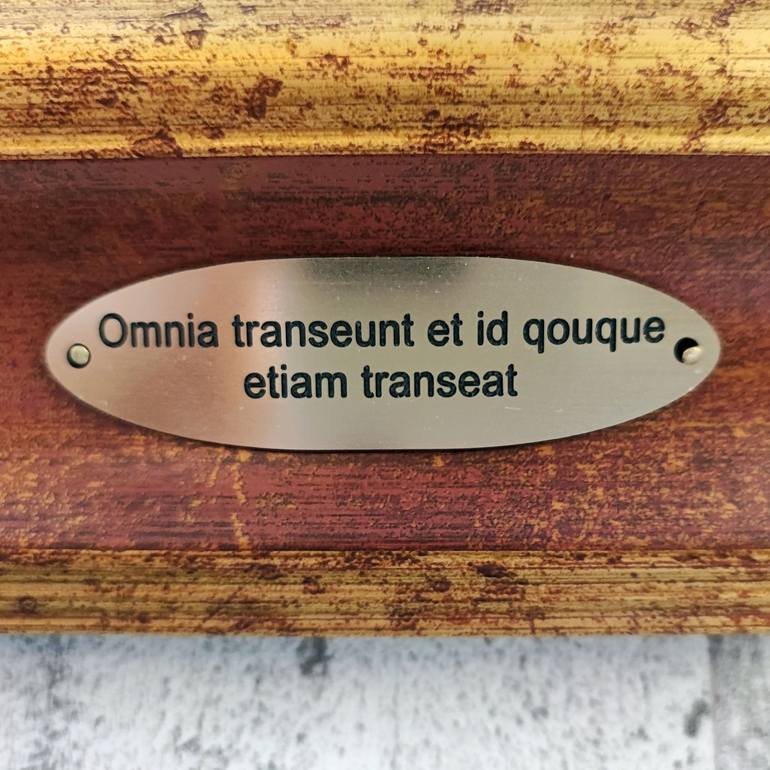 Omnia transeunt et id qouque
etiam transeat